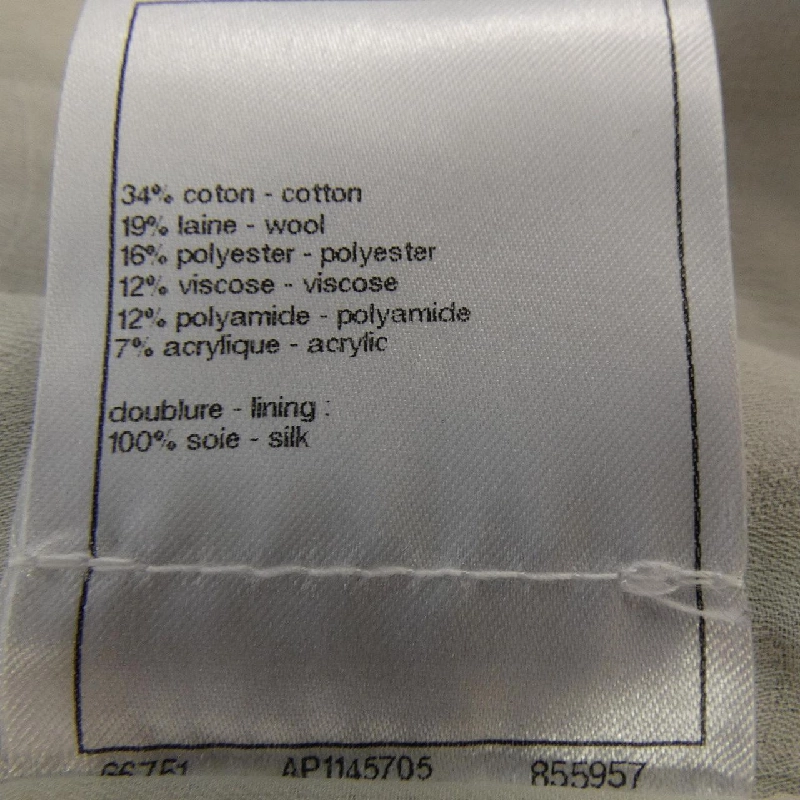 34% coton - cotton
19% laine - wool
16% polyester - polyester
12% viscose - viscose
12% polyamide - polyamide
7% acrylique - acrylic
doublure - lining :
100% soie - silk
66751 AP1145705 855957